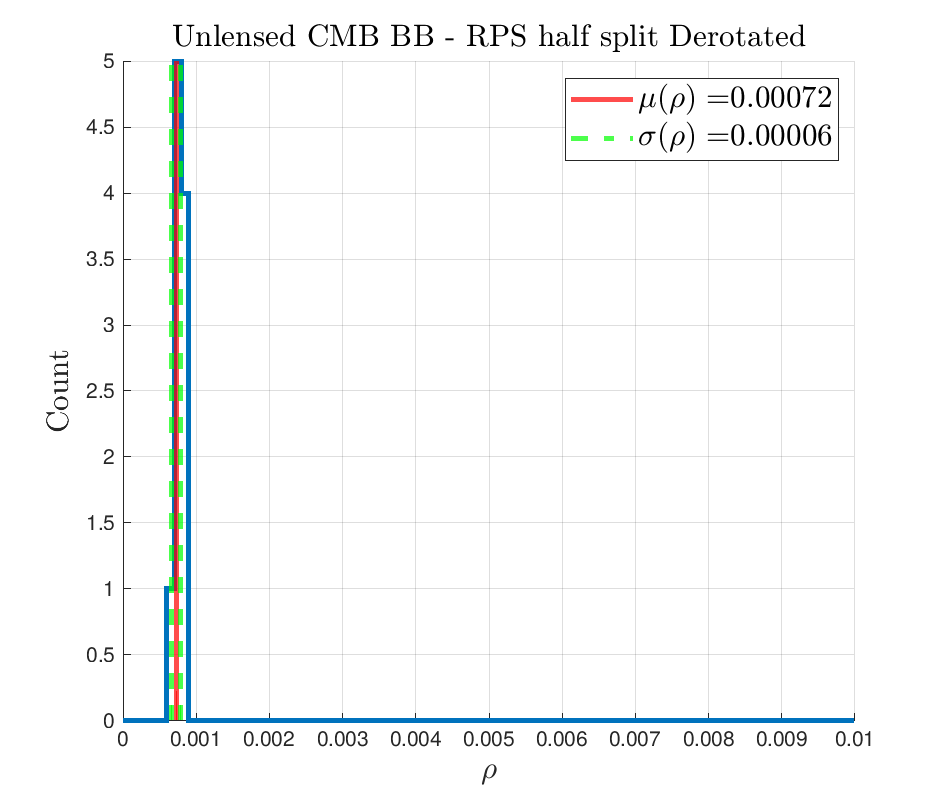 Unlensed CMB BB - RPS half split Derotated
μ(ρ) =0.00072
σ(ρ) =0.00006
5
4.5
4
3.5
3
2.5
2
1.5
1
0.5
0
Count
0 0.001 0.002 0.003 0.004 0.005 0.006 0.007 0.008 0.009 0.01
ρ